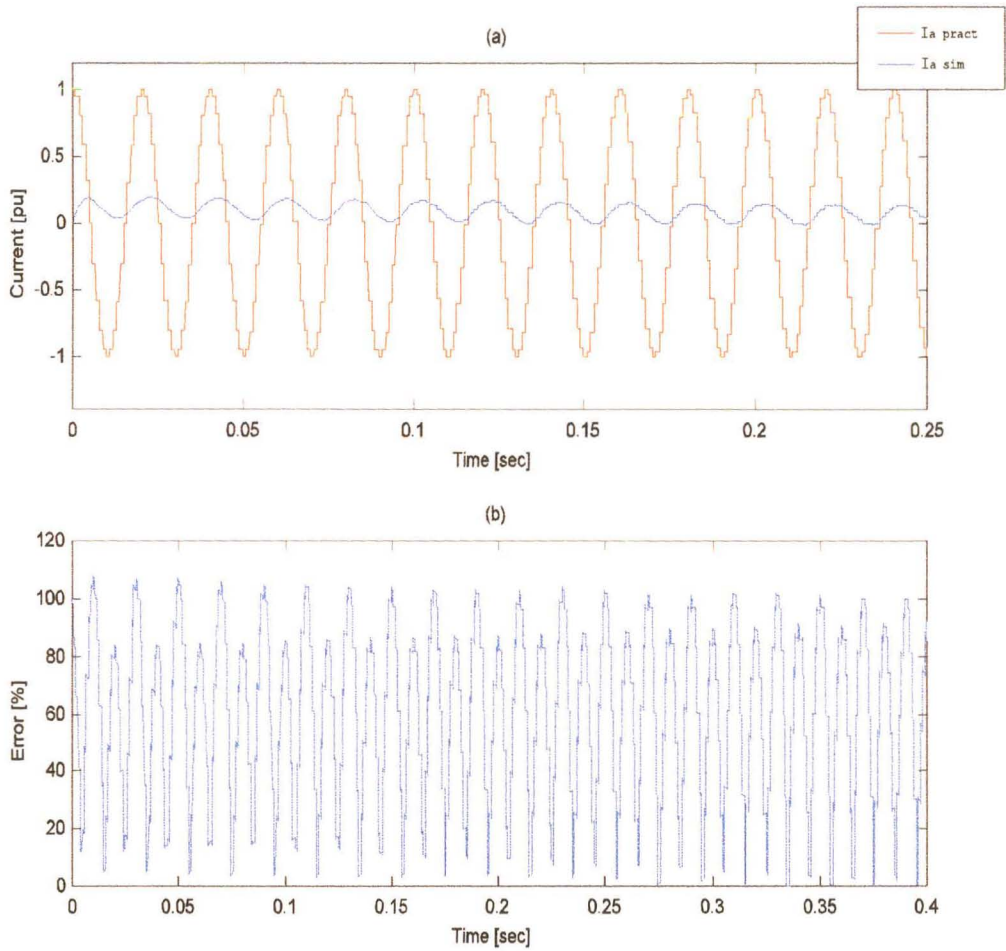 (a)
Ia pract
Ia sim
1
0.5
0
-0.5
-1
Current [pu]
0 0.05 0.1 0.15 0.2 0.25
Time [sec]
(b)
120
100
80
60
40
20
0
Error [%]
0 0.05 0.1 0.15 0.2 0.25 0.3 0.35 0.4
Time [sec]